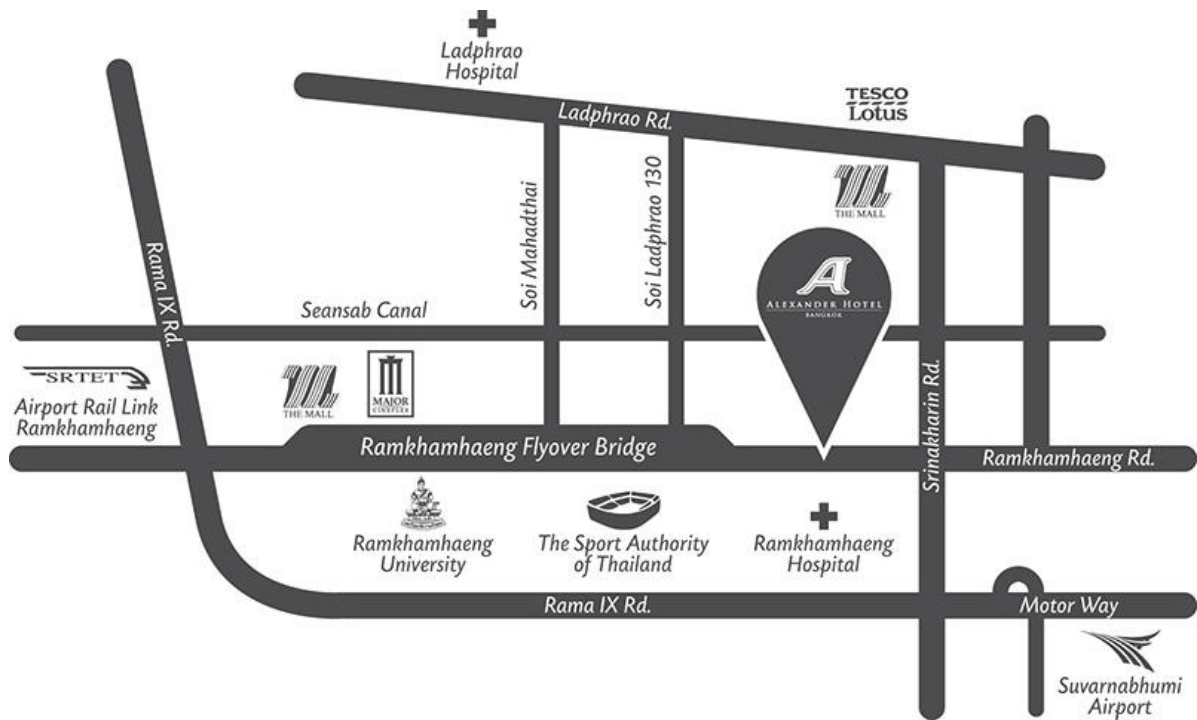 Ladphrao
Hospital
Ladphrao Rd.
TESCO
Lotus
THE MALL
Soi Mahadthai
Soi Ladphrao 130
Rama IX Rd.
A
ALEXANDER HOTEL
BANGKOK
Seansab Canal
SRTET
Airport Rail Link
Ramkhamhaeng
THE MALL
MAJOR
CINEPLEX
Srinakharin Rd.
Ramkhamhaeng Flyover Bridge
Ramkhamhaeng Rd.
Ramkhamhaeng
University
The Sport Authority
of Thailand
Ramkhamhaeng
Hospital
Rama IX Rd.
Motor Way
Suvarnabhumi
Airport